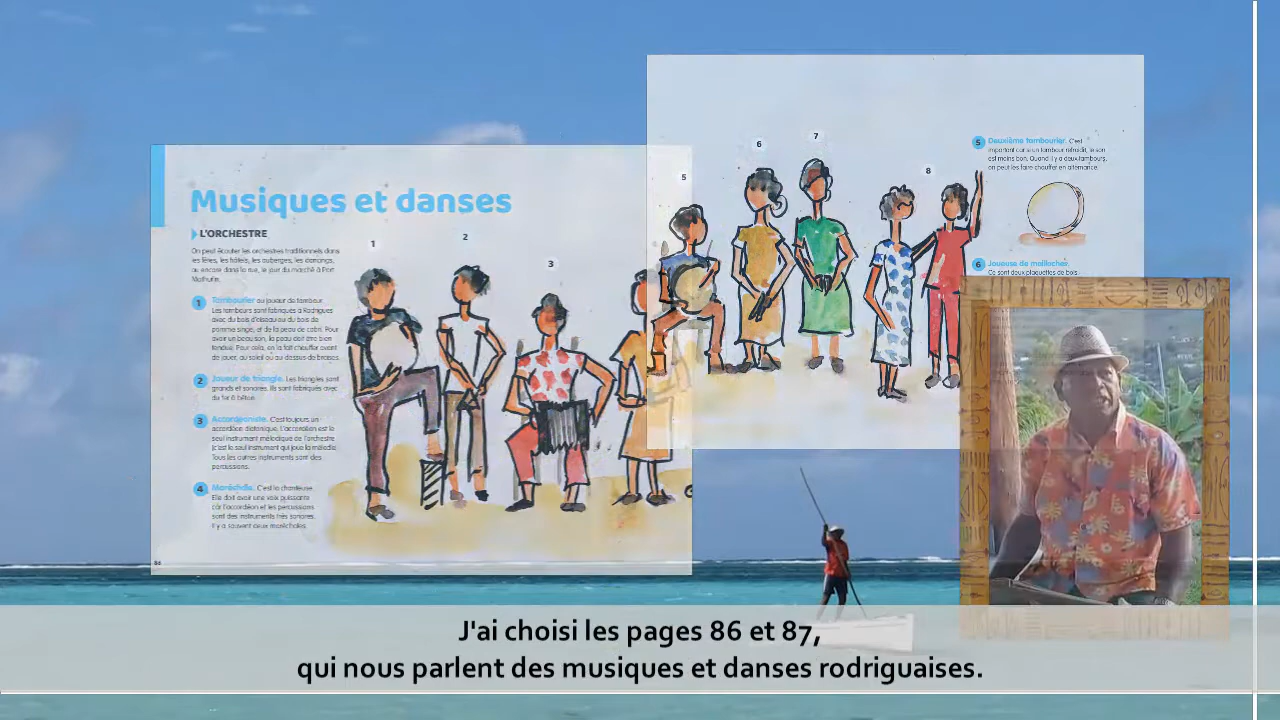 Musiques et danses
L'ORCHESTRE
On peut écouter les orchestres traditionnels dans
les fêtes, les hôtels, les auberges, les domaings,
ou encore dans la rue, le jour du marché à Port
Mathurin.
1 Tambourier ou joueur de tambour.
Les tambours sont fabriqués à Rodrigues
avec du bois d'oiseau ou du bois de
pomme singe, et de la peau de cabri. Pour
avoir un beau son, la peau doit être bien
tendue. Pour cela, on la fait chauffer avant
de jouer, au soleil ou au-dessus de braises.
2 Joueur de triangle. Les triangles sont
grands et sonores. Ils sont fabriqués avec
du fer à béton.
3 Accordéoniste. C'est toujours un
accordéon diatonique. L'accordéon est le
seul instrument mélodique de l'orchestre
(c'est le seul instrument qui joue la mélodie.
Tous les autres instruments sont des
percussions.
4 Maréchale. C'est la chanteuse.
Elle doit avoir une voix puissante
car l'accordéon et les percussions
sont des instruments très sonores.
Il y a souvent deux maréchales.
86
1
2
3
5
6
7
8
5 Deuxième tambourier. C'est
important car si un tambour refroidit, le son
est moins bon. Quand il y a deux tambours,
on peut les faire chauffer en alternance.
6 Joueuse de mailloches.
Ce sont deux plaquettes de bois
J'ai choisi les pages 86 et 87,
qui nous parlent des musiques et danses rodriguaises.